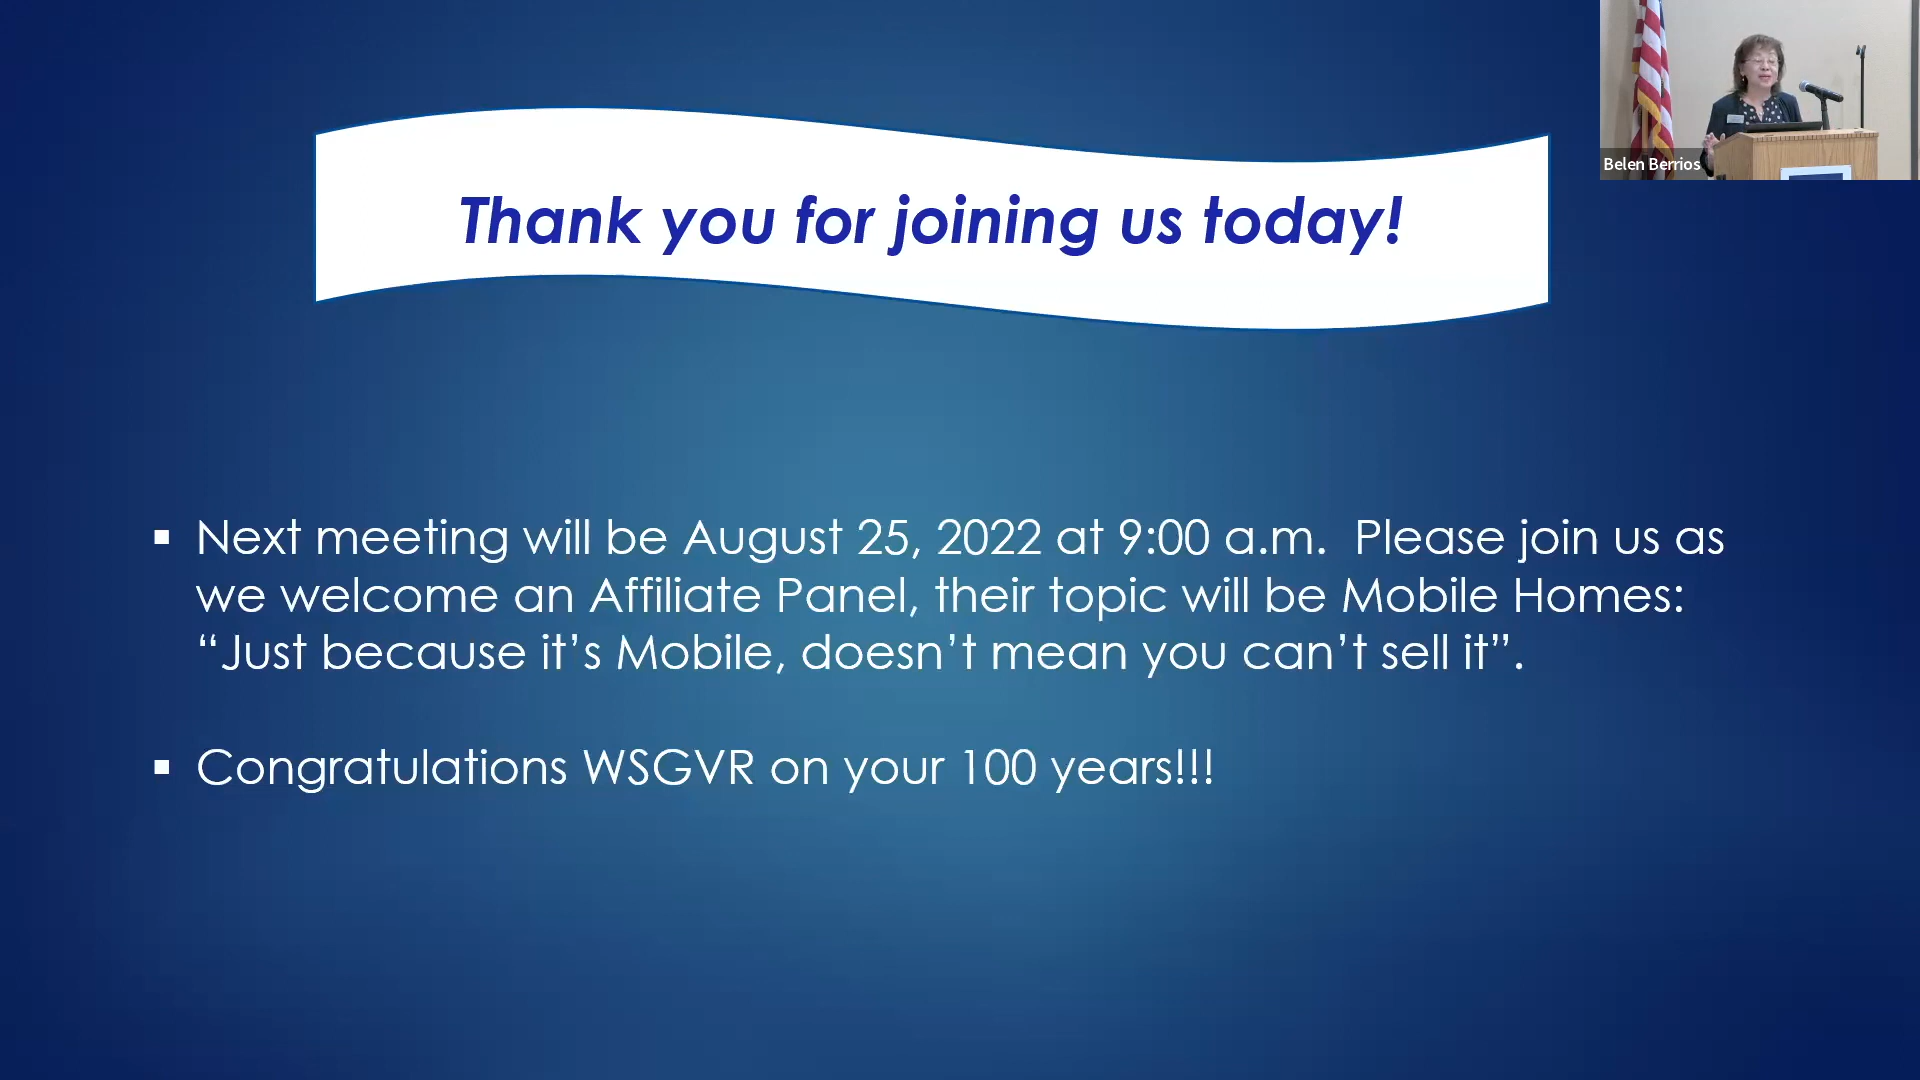 Thank you for joining us today!
Belen Berrios
▪ Next meeting will be August 25, 2022 at 9:00 a.m.  Please join us as
we welcome an Affiliate Panel, their topic will be Mobile Homes:
“Just because it’s Mobile, doesn’t mean you can’t sell it”.
▪ Congratulations WSGVR on your 100 years!!!